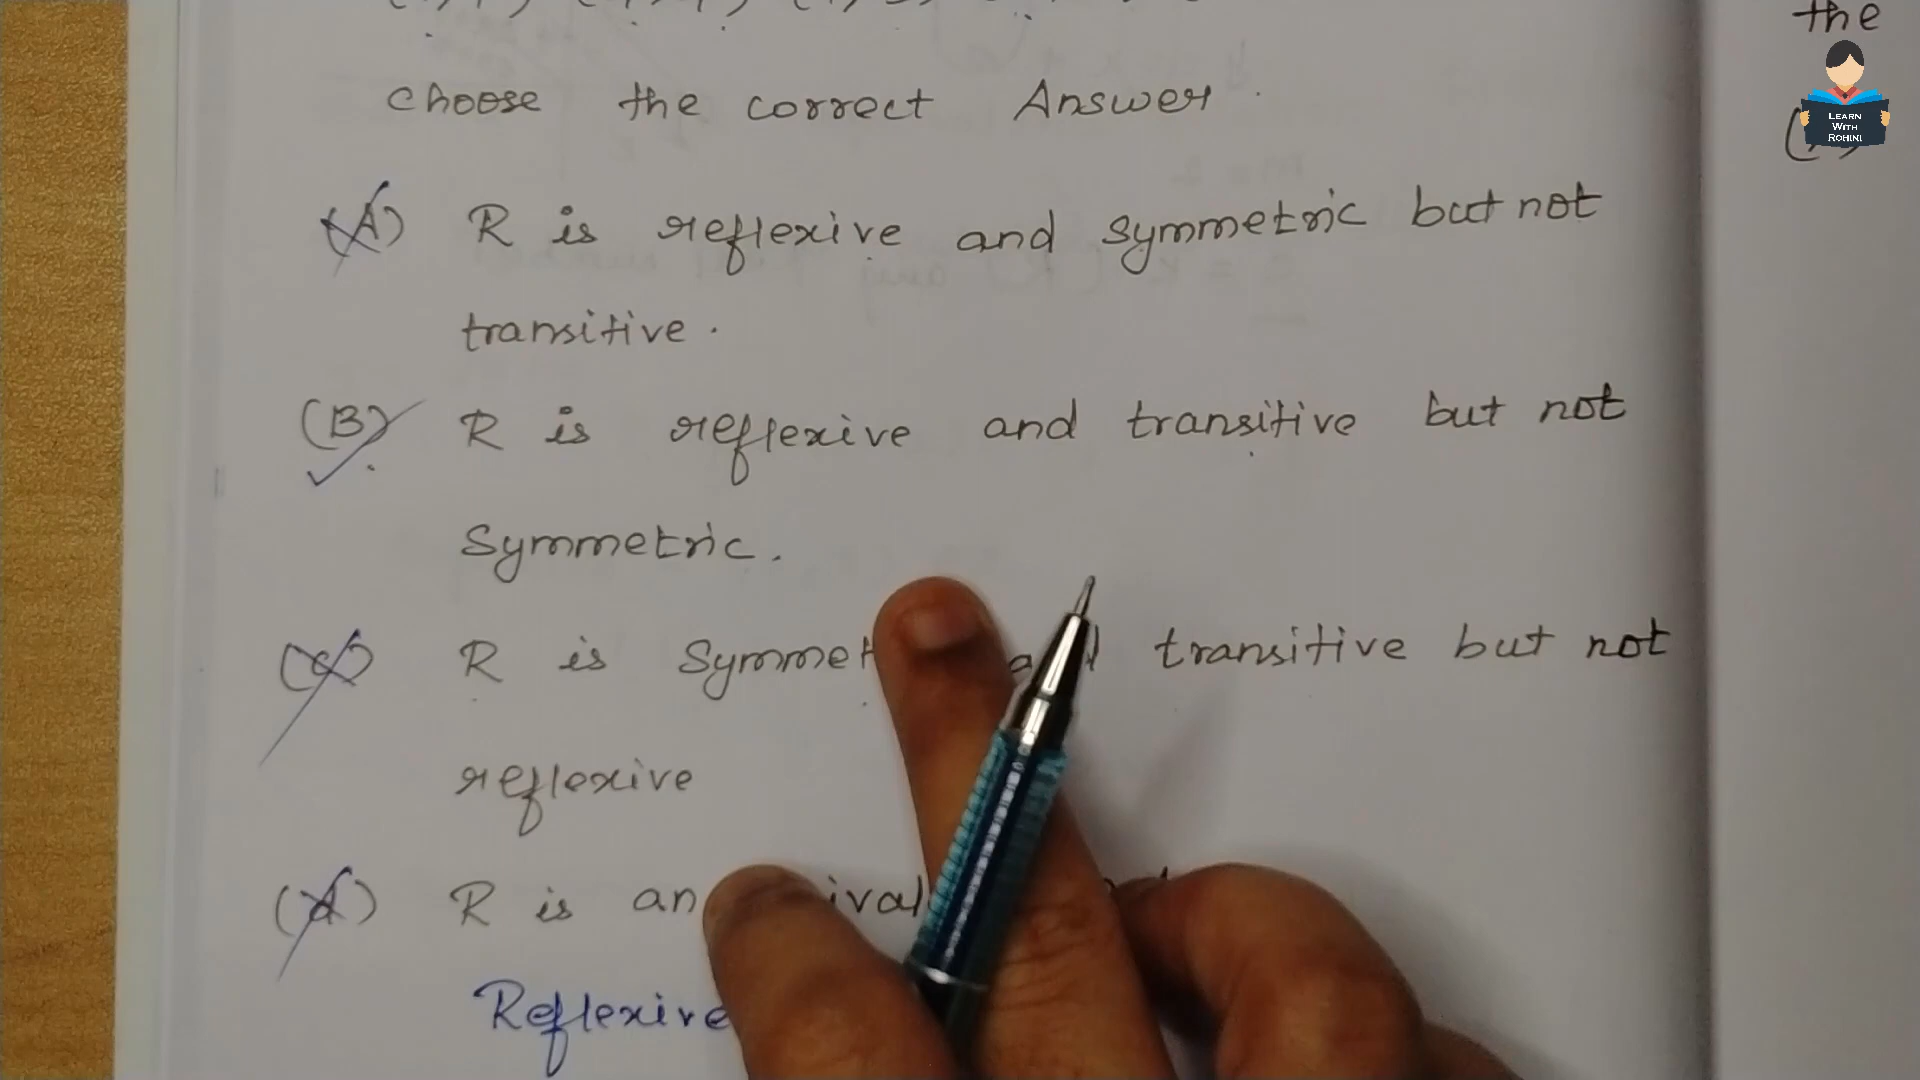 the
choose the correct Answer.
LEARN
WITH
ROHINI
(A) R is reflexive and symmetric but not
transitive.
(B) R is reflexive and transitive but not
Symmetric.
(c) R is Symmet transitive but not
reflexive
(d) R is an
Reflexive